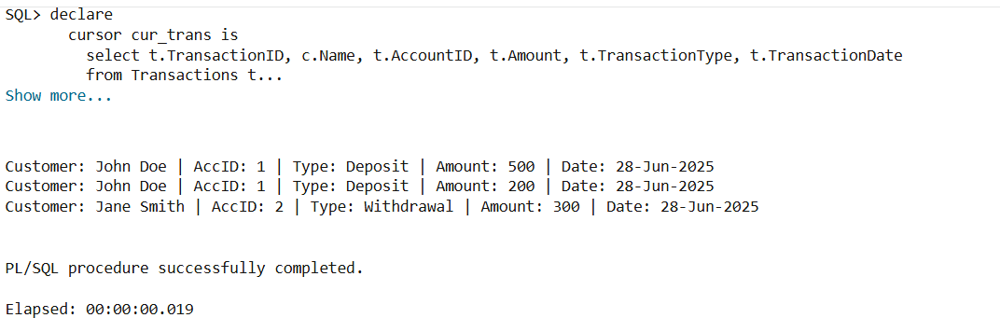 SQL> declare
cursor cur_trans is
select t.TransactionID, c.Name, t.AccountID, t.Amount, t.TransactionType, t.TransactionDate
from Transactions t...
Show more...
Customer: John Doe | AccID: 1 | Type: Deposit | Amount: 500 | Date: 28-Jun-2025
Customer: John Doe | AccID: 1 | Type: Deposit | Amount: 200 | Date: 28-Jun-2025
Customer: Jane Smith | AccID: 2 | Type: Withdrawal | Amount: 300 | Date: 28-Jun-2025
PL/SQL procedure successfully completed.
Elapsed: 00:00:00.019